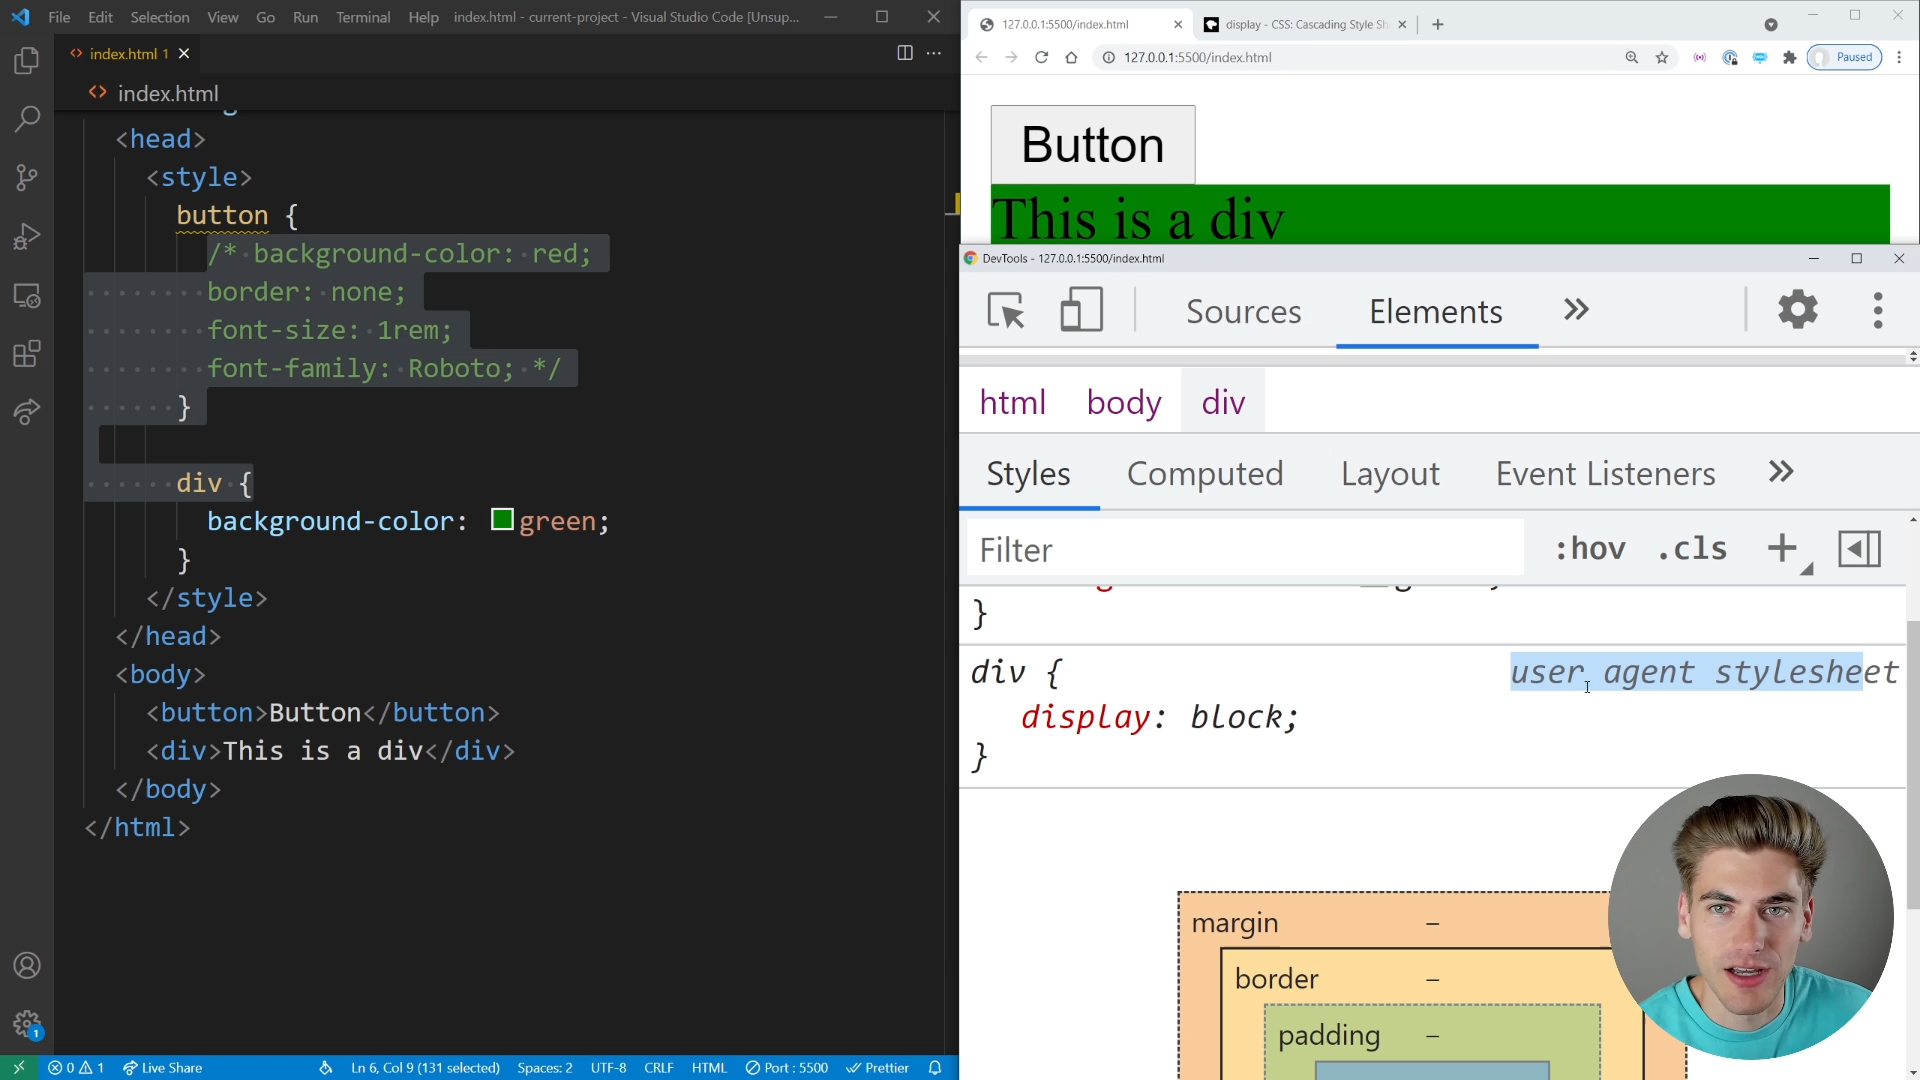 File Edit Selection View Go Run Terminal Help index.html - current-project - Visual Studio Code [Unsup...
index.html 1
index.html
<head>
<style>
button {
/* background-color: red;
border: none;
font-size: 1rem;
font-family: Roboto; */
}
div {
background-color: green;
}
</style>
</head>
<body>
<button>Button</button>
<div>This is a div</div>
</body>
</html>
1
0 1 Live Share Ln 6, Col 9 (131 selected) Spaces: 2 UTF-8 CRLF HTML Port : 5500 Prettier
127.0.0.1:5500/index.html display - CSS: Cascading Style Sh
127.0.0.1:5500/index.html Paused
Button
This is a div
DevTools - 127.0.0.1:5500/index.html
Sources Elements
html body div
Styles Computed Layout Event Listeners
Filter :hov .cls
}
div { user agent stylesheet
display: block;
}
margin –
border –
padding –